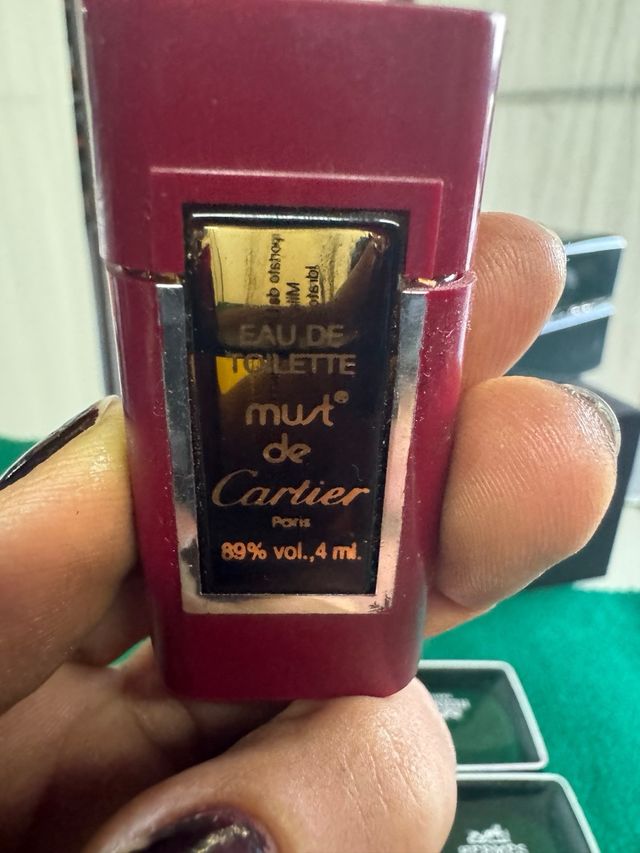 EAU DE
TOILETTE
must®
de
Cartier
Paris
89% vol.,4 ml.